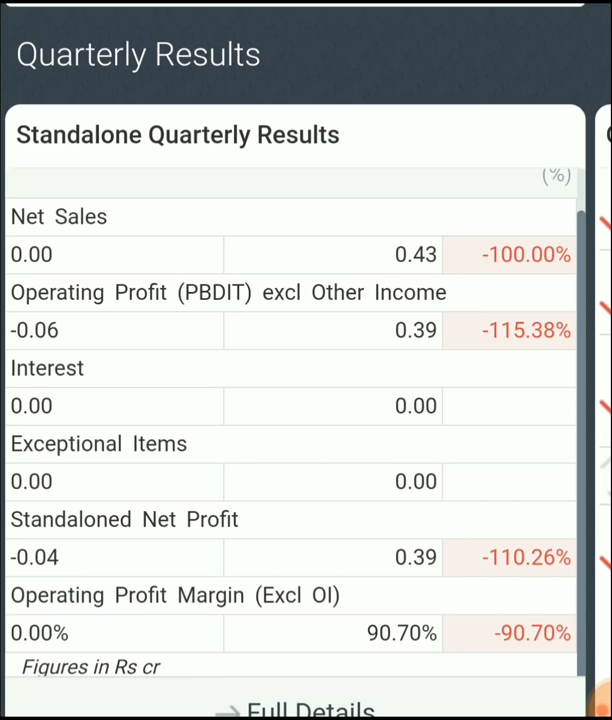 Quarterly Results
Standalone Quarterly Results
(%)
Net Sales
0.00 0.43 -100.00%
Operating Profit (PBDIT) excl Other Income
-0.06 0.39 -115.38%
Interest
0.00 0.00
Exceptional Items
0.00 0.00
Standaloned Net Profit
-0.04 0.39 -110.26%
Operating Profit Margin (Excl OI)
0.00% 90.70% -90.70%
Figures in Rs cr
→ Full Details